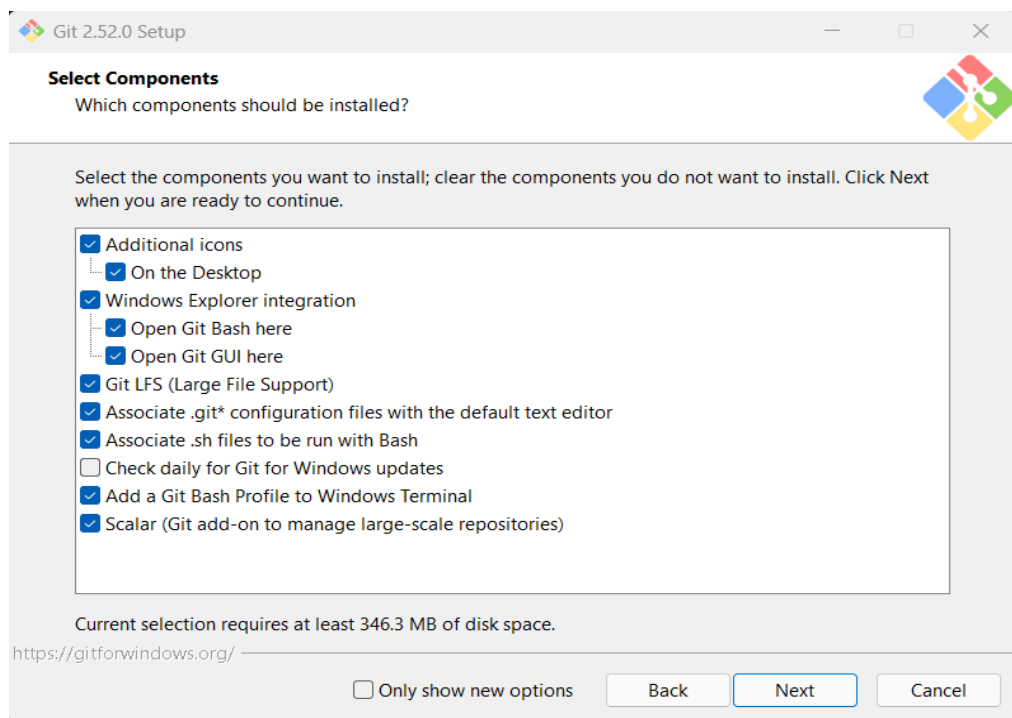 Git 2.52.0 Setup
Select Components
Which components should be installed?
Select the components you want to install; clear the components you do not want to install. Click Next
when you are ready to continue.
Additional icons
On the Desktop
Windows Explorer integration
Open Git Bash here
Open Git GUI here
Git LFS (Large File Support)
Associate .git* configuration files with the default text editor
Associate .sh files to be run with Bash
Check daily for Git for Windows updates
Add a Git Bash Profile to Windows Terminal
Scalar (Git add-on to manage large-scale repositories)
Current selection requires at least 346.3 MB of disk space.
https://gitforwindows.org/
Only show new options
Back
Next
Cancel